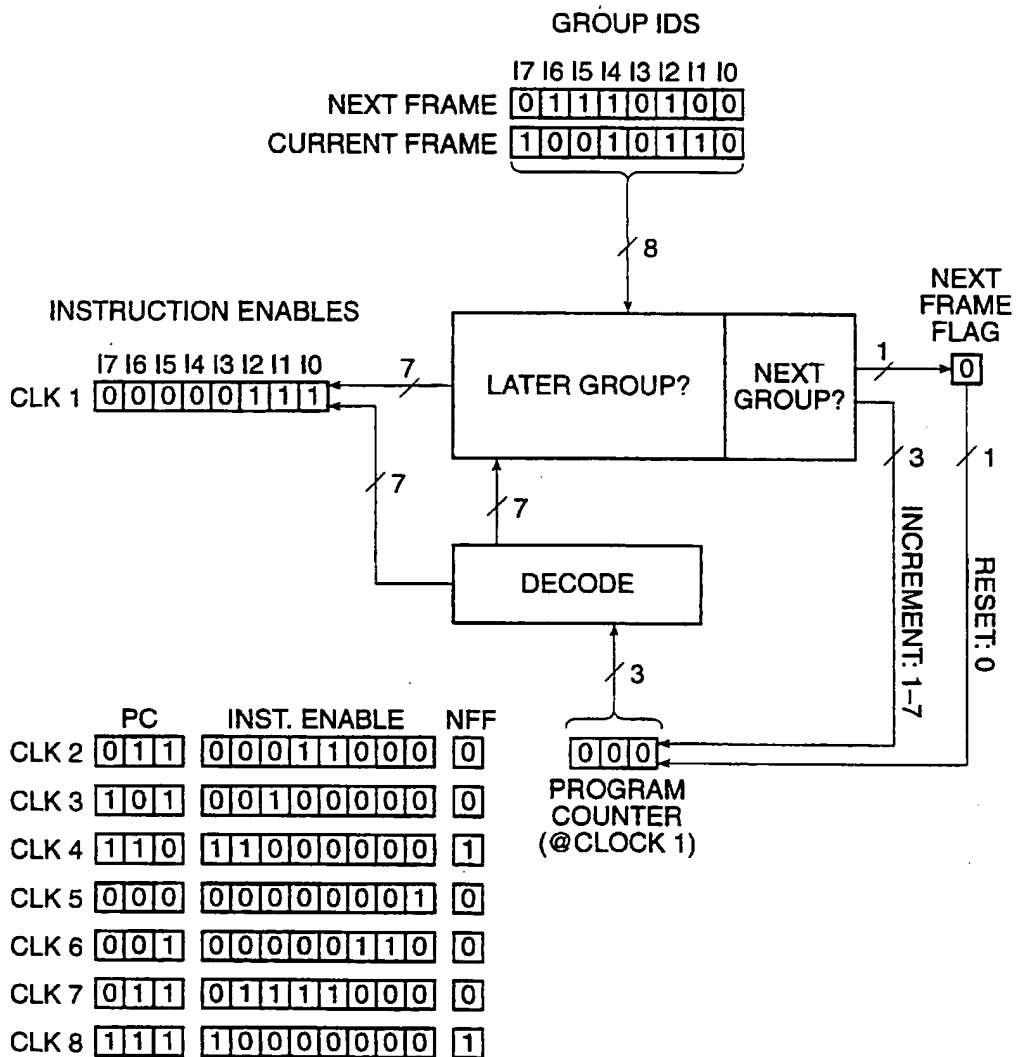 GROUP IDS
I7 I6 I5 I4 I3 I2 I1 I0
NEXT FRAME 0 1 1 1 0 1 0 0
CURRENT FRAME 1 0 0 1 0 1 1 0
8
NEXT
FRAME
FLAG
INSTRUCTION ENABLES
I7 I6 I5 I4 I3 I2 I1 I0
CLK 1 0 0 0 0 0 1 1 1
7
LATER GROUP?
NEXT
GROUP?
1
0
3
1
7
7
DECODE
INCREMENT: 1–7
RESET: 0
3
0 0 0
PROGRAM
COUNTER
(@CLOCK 1)
PC INST. ENABLE NFF
CLK 2 0 1 1 0 0 0 1 1 0 0 0 0
CLK 3 1 0 1 0 0 1 0 0 0 0 0 0
CLK 4 1 1 0 1 1 0 0 0 0 0 0 1
CLK 5 0 0 0 0 0 0 0 0 0 0 1 0
CLK 6 0 0 1 0 0 0 0 0 1 1 0 0
CLK 7 0 1 1 0 1 1 1 1 0 0 0 0
CLK 8 1 1 1 1 0 0 0 0 0 0 0 1